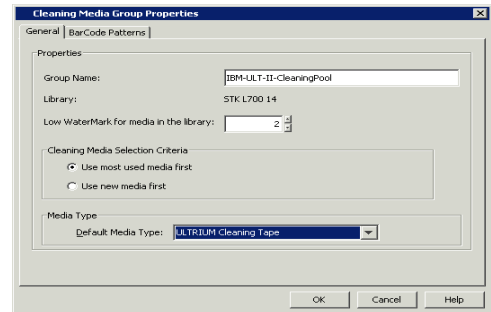 Cleaning Media Group Properties
General BarCode Patterns
Properties
Group Name: IBM-ULT-II-CleaningPool
Library: STK L700 14
Low WaterMark for media in the library: 2
Cleaning Media Selection Criteria
Use most used media first
Use new media first
Media Type
Default Media Type: ULTRIUM Cleaning Tape
OK Cancel Help